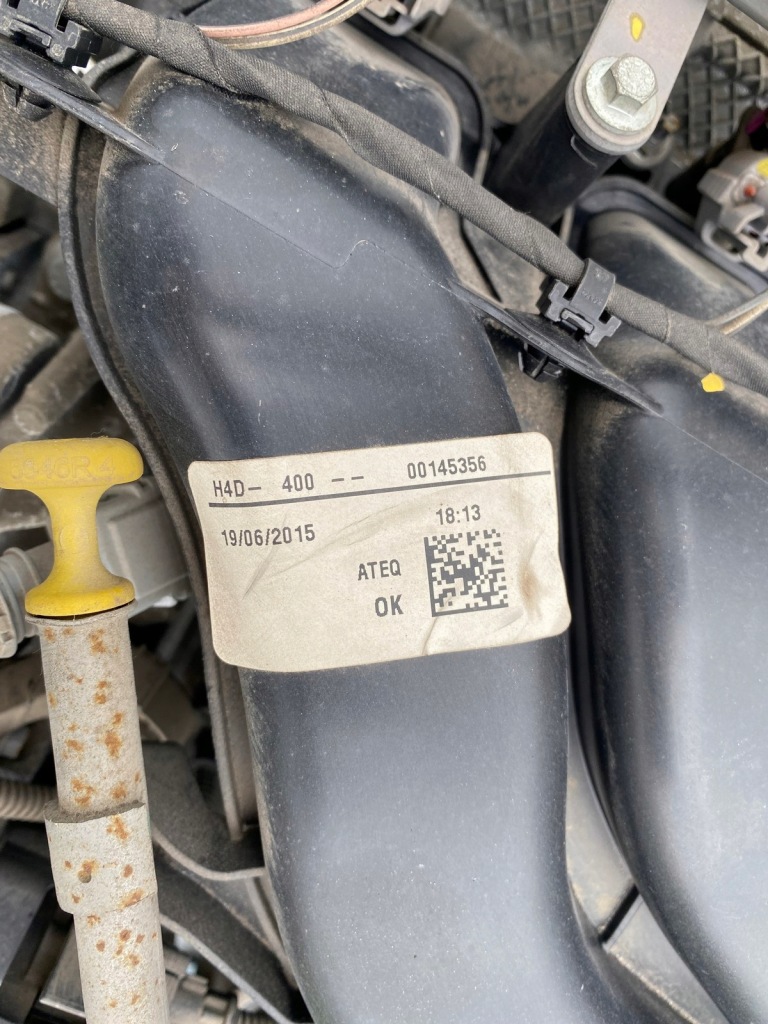 H4D- 400 -- 00145356
19/06/2015 18:13
ATEQ
OK